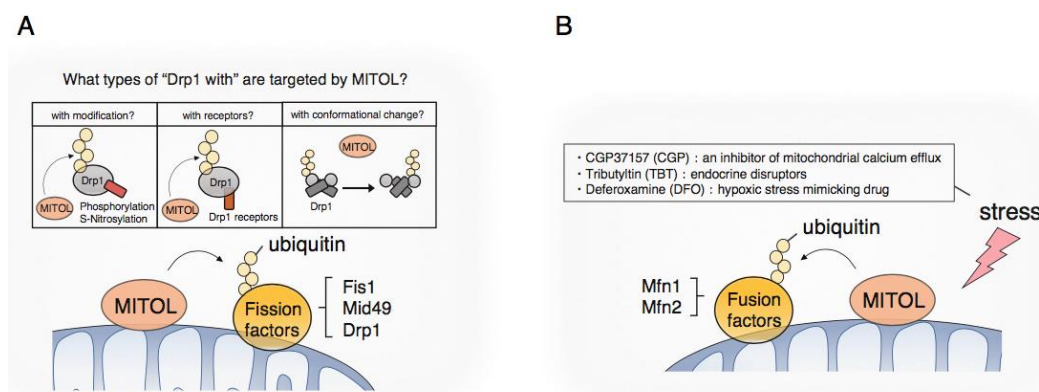 A
What types of “Drp1 with” are targeted by MITOL?
with modification?
with receptors?
with conformational change?
Drp1
MITOL
Phosphorylation
S-Nitrosylation
Drp1
MITOL
Drp1 receptors
MITOL
Drp1
ubiquitin
MITOL
Fission
factors
Fis1
Mid49
Drp1
B
・CGP37157 (CGP) : an inhibitor of mitochondrial calcium efflux
・Tributyltin (TBT) : endocrine disruptors
・Deferoxamine (DFO) : hypoxic stress mimicking drug
stress
ubiquitin
Mfn1
Mfn2
Fusion
factors
MITOL